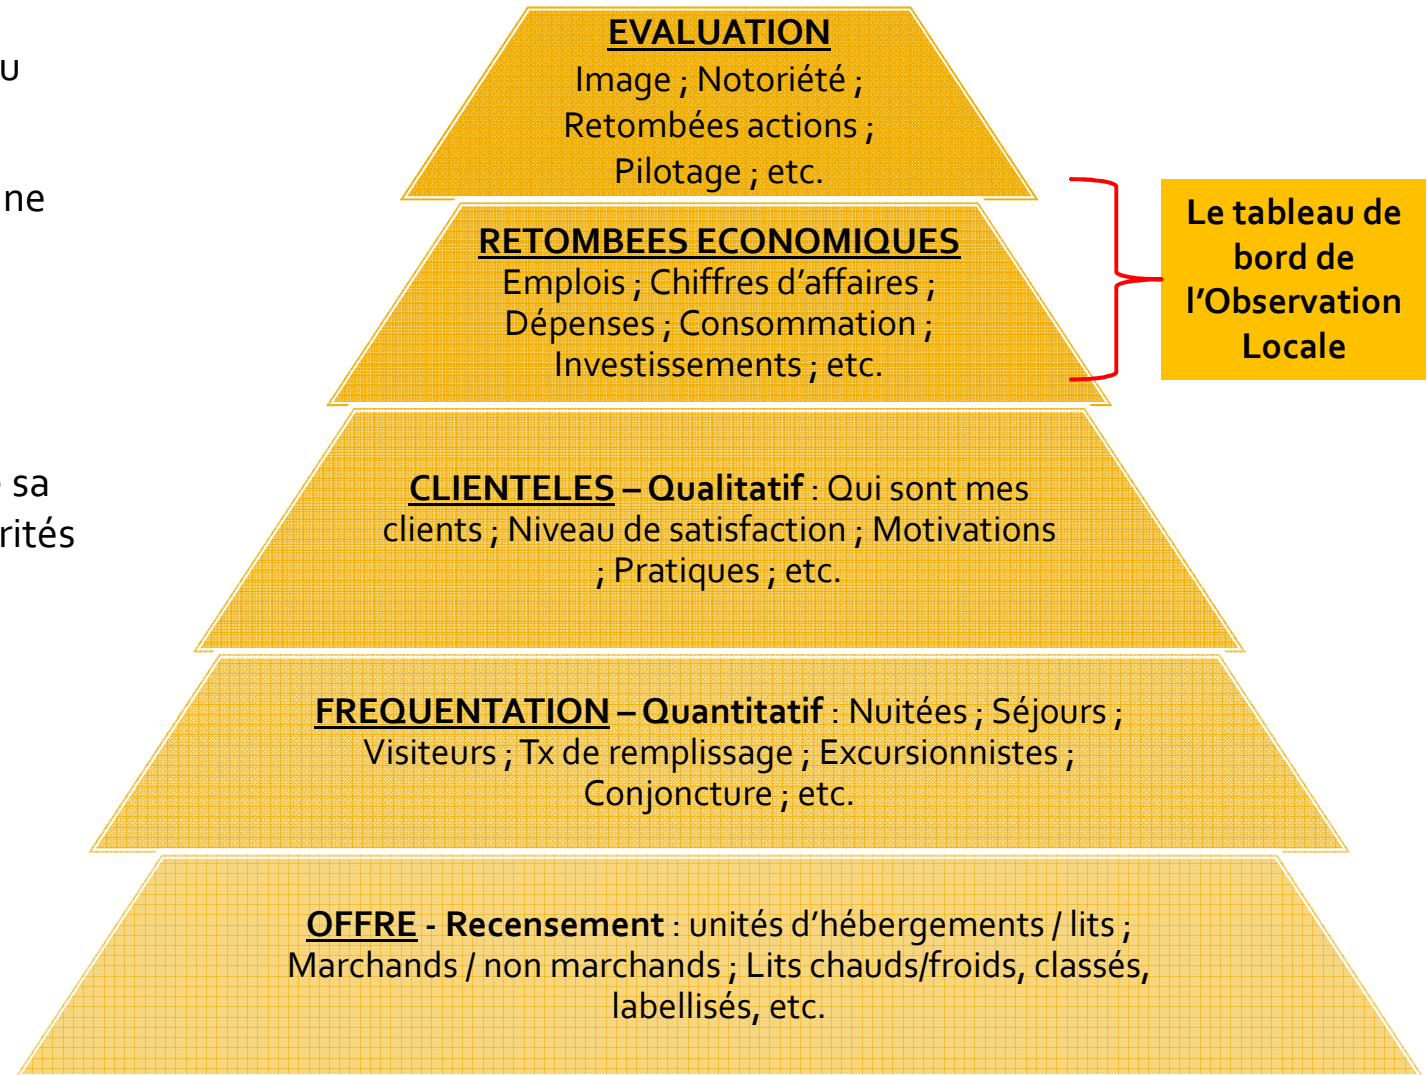 u
ne
sa
rités
EVALUATION
Image ; Notoriété ;
Retombées actions ;
Pilotage ; etc.
RETOMBEES ECONOMIQUES
Emplois ; Chiffres d’affaires ;
Dépenses ; Consommation ;
Investissements ; etc.
Le tableau de
bord de
l’Observation
Locale
CLIENTELES – Qualitatif : Qui sont mes
clients ; Niveau de satisfaction ; Motivations
; Pratiques ; etc.
FREQUENTATION – Quantitatif : Nuitées ; Séjours ;
Visiteurs ; Tx de remplissage ; Excursionnistes ;
Conjoncture ; etc.
OFFRE - Recensement : unités d’hébergements / lits ;
Marchands / non marchands ; Lits chauds/froids, classés,
labellisés, etc.